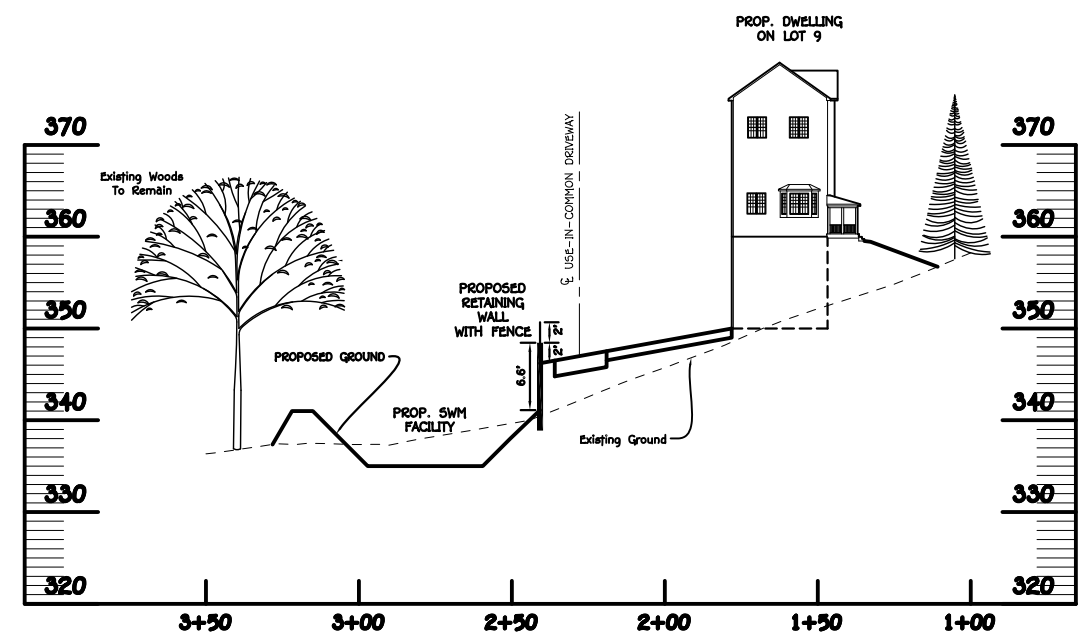 PROP. DWELLING
ON LOT 9
370
370
Existing Woods
To Remain
℄ USE-IN-COMMON DRIVEWAY
360
360
PROPOSED
RETAINING
WALL
WITH FENCE
350
350
2'
2'
6.6'
PROPOSED GROUND
340
340
PROP. SWM
FACILITY
Existing Ground
330
330
320
320
3+50
3+00
2+50
2+00
1+50
1+00